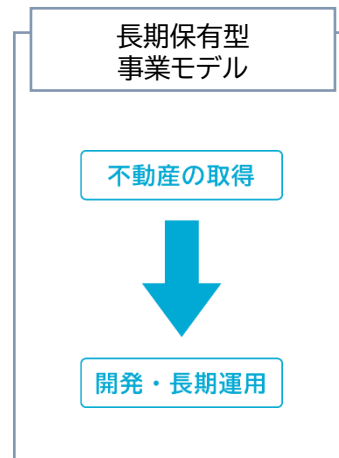 長期保有型
事業モデル
不動産の取得
開発・長期運用